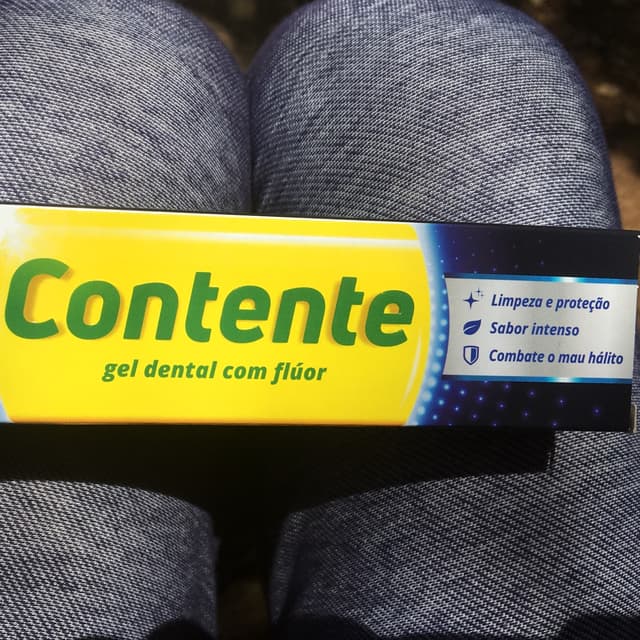 Contente
gel dental com flúor
Limpeza e proteção
Sabor intenso
Combate o mau hálito